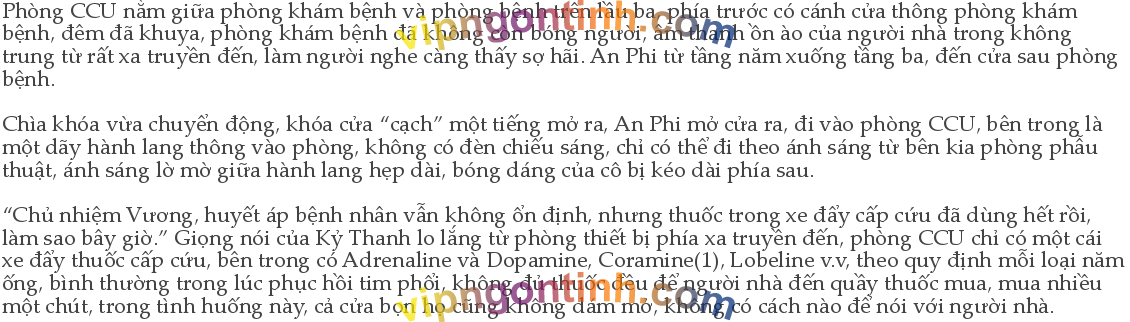 Phòng CCU nằm giữa phòng khám bệnh và phòng bệnh trên lầu ba, phía trước có cánh cửa thông phòng khám
bệnh, đêm đã khuya, phòng khám bệnh đã không còn bóng người, âm thanh ồn ào của người nhà trong không
trung từ rất xa truyền đến, làm người nghe càng thấy sợ hãi. An Phi từ tầng năm xuống tầng ba, đến cửa sau phòng
bệnh.
Chìa khóa vừa chuyển động, khóa cửa “cạch” một tiếng mở ra, An Phi mở cửa ra, đi vào phòng CCU, bên trong là
một dãy hành lang thông vào phòng, không có đèn chiếu sáng, chỉ có thể đi theo ánh sáng từ bên kia phòng phẫu
thuật, ánh sáng lờ mờ giữa hành lang hẹp dài, bóng dáng của cô bị kéo dài phía sau.
“Chủ nhiệm Vương, huyết áp bệnh nhân vẫn không ổn định, nhưng thuốc trong xe đẩy cấp cứu đã dùng hết rồi,
làm sao bây giờ.” Giọng nói của Kỷ Thanh lo lắng từ phòng thiết bị phía xa truyền đến, phòng CCU chỉ có một cái
xe đẩy thuốc cấp cứu, bên trong có Adrenaline và Dopamine, Coramine(1), Lobeline v.v, theo quy định mỗi loại năm
ống, bình thường trong lúc phục hồi tim phổi, không đủ thuốc đều để người nhà đến quầy thuốc mua, mua nhiều
một chút, trong tình huống này, cả cửa bọn họ cũng không dám mở, không có cách nào để nói với người nhà.
vipngontinh.com
vipngontinh.com